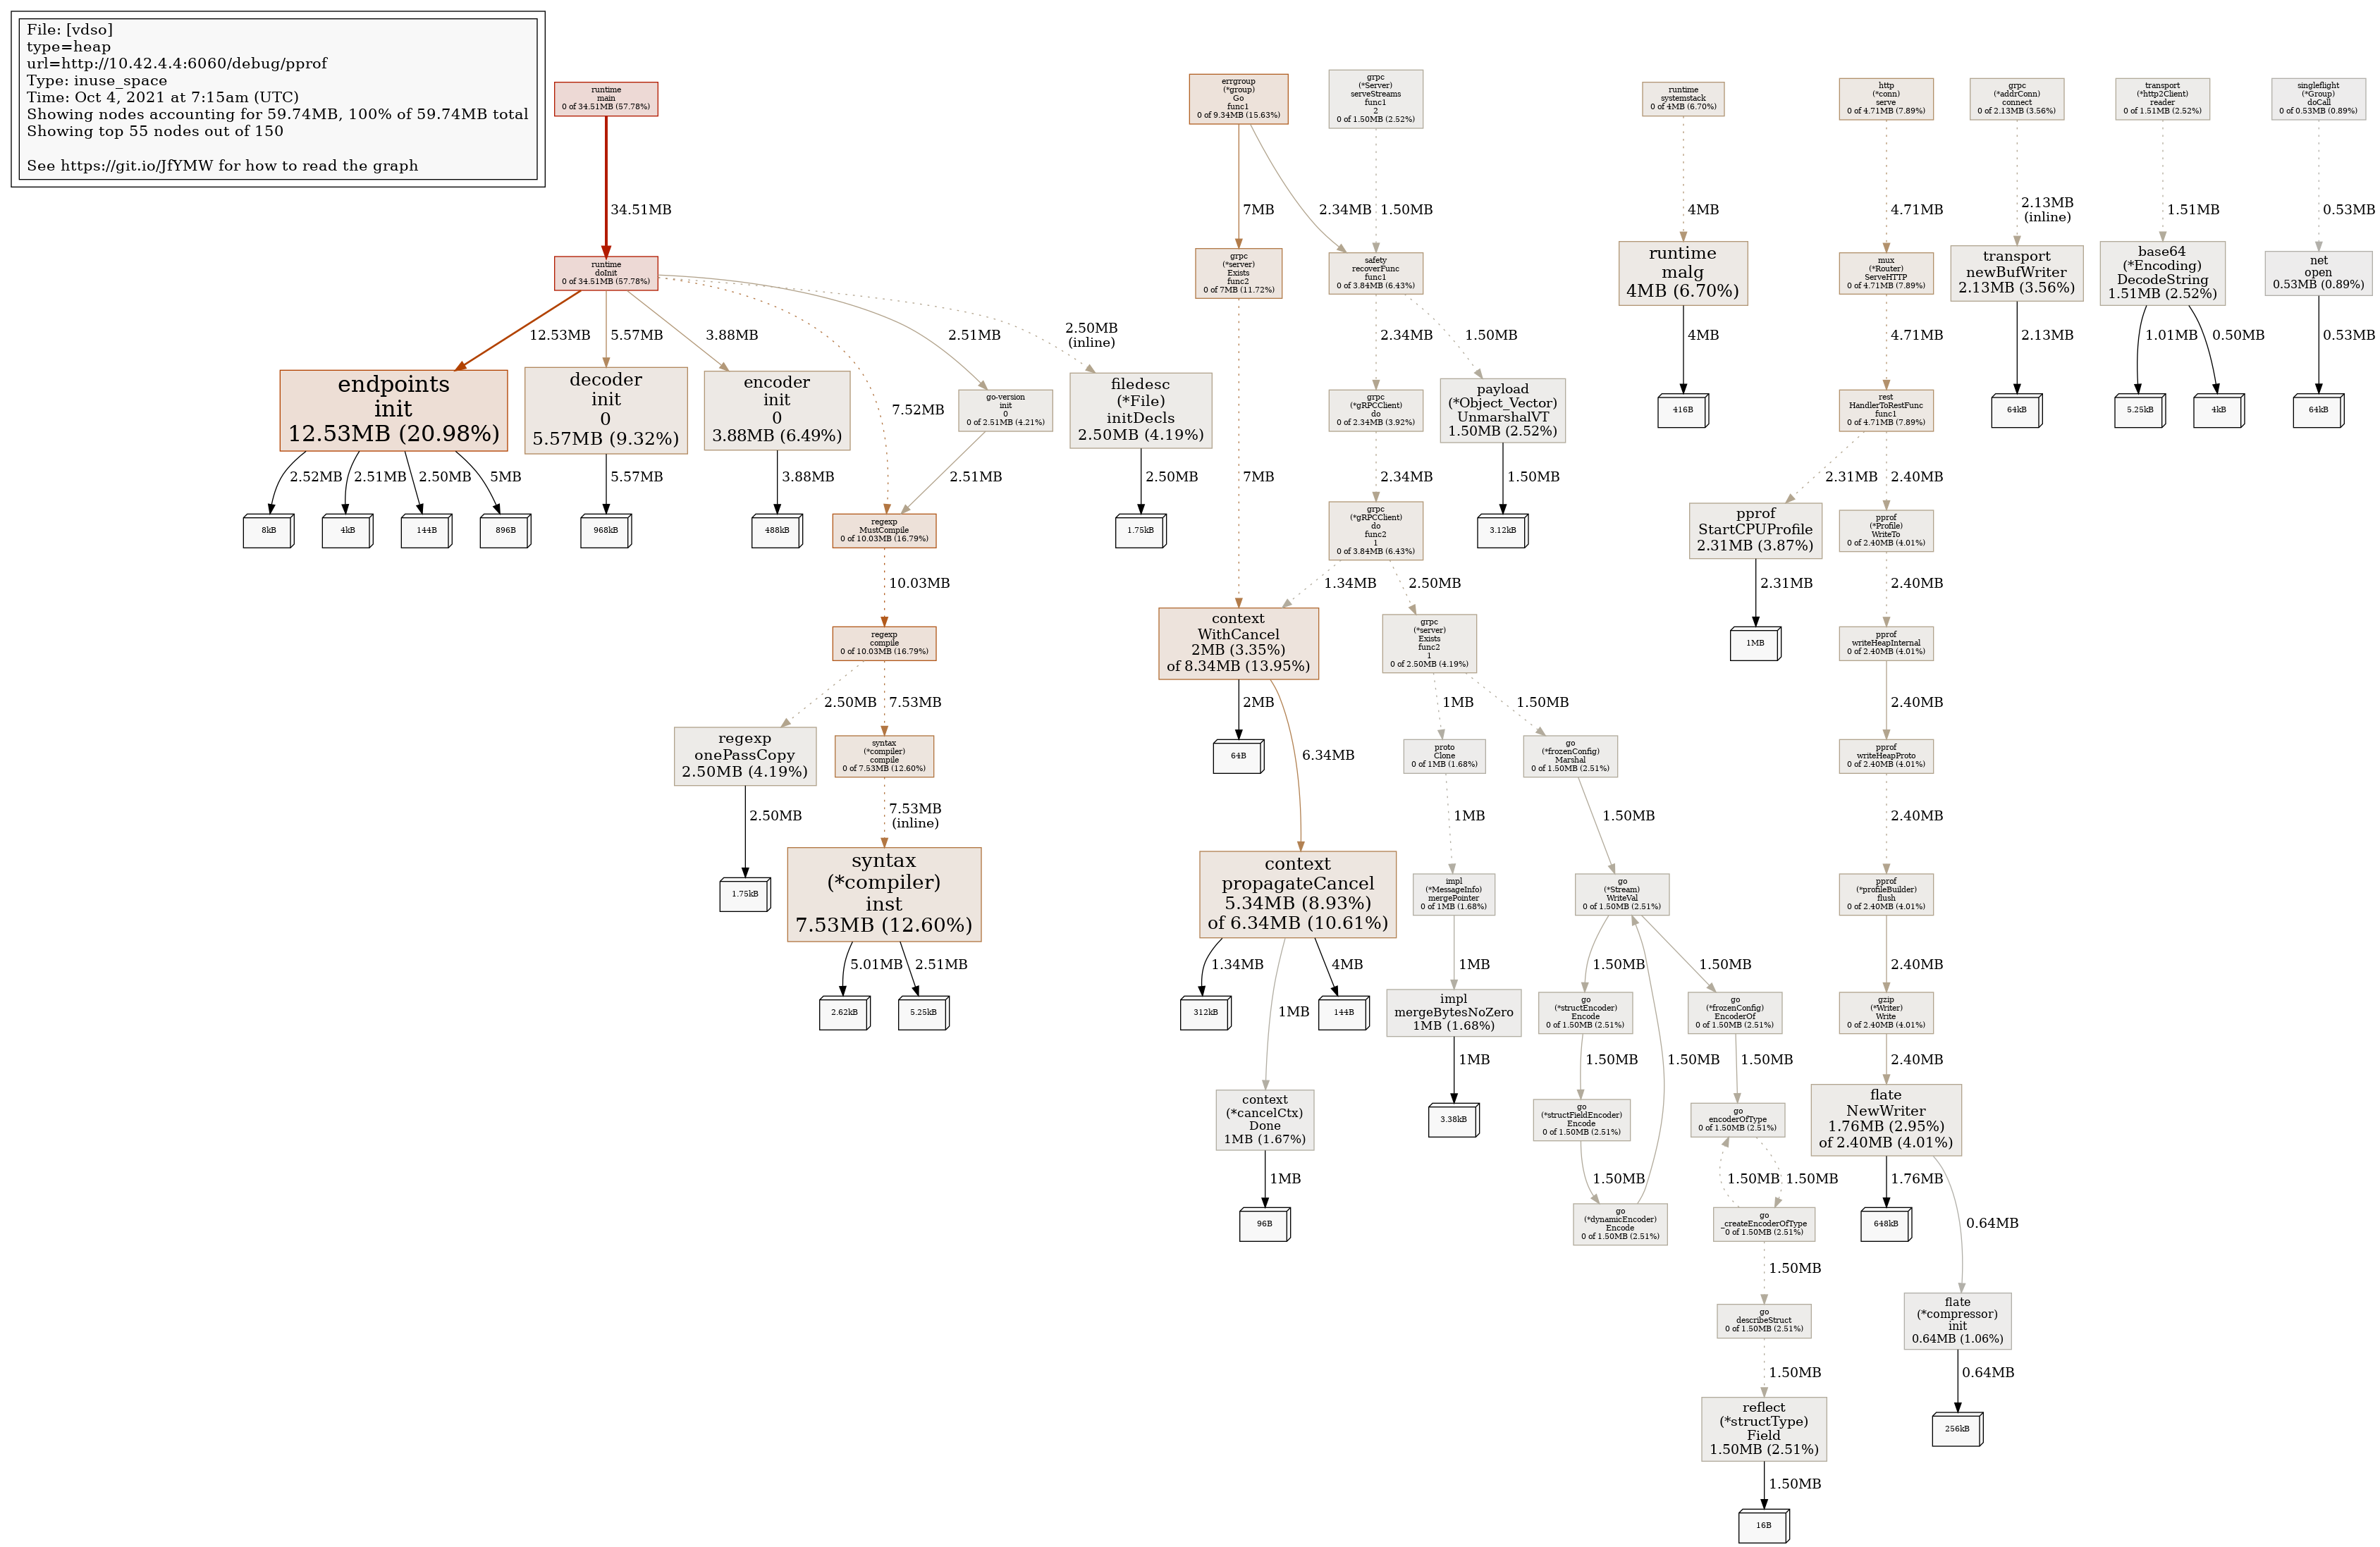 File: [vdso]
type=heap
url=http://10.42.4.4:6060/debug/pprof
Type: inuse_space
Time: Oct 4, 2021 at 7:15am (UTC)
Showing nodes accounting for 59.74MB, 100% of 59.74MB total
Showing top 55 nodes out of 150
See https://git.io/JfYMW for how to read the graph
runtime
main
0 of 34.51MB (57.78%)
errgroup
(*group)
Go
func1
0 of 9.34MB (15.63%)
grpc
(*Server)
serveStreams
func1
2
0 of 1.50MB (2.52%)
runtime
systemstack
0 of 4MB (6.70%)
http
(*conn)
serve
0 of 4.71MB (7.89%)
grpc
(*addrConn)
connect
0 of 2.13MB (3.56%)
transport
(*http2Client)
reader
0 of 1.51MB (2.52%)
singleflight
(*Group)
doCall
0 of 0.53MB (0.89%)
34.51MB
7MB
2.34MB
1.50MB
4MB
4.71MB
2.13MB
(inline)
1.51MB
0.53MB
runtime
doInit
0 of 34.51MB (57.78%)
grpc
(*server)
Exists
func2
0 of 7MB (11.72%)
safety
recoverFunc
func1
0 of 3.84MB (6.43%)
runtime
malg
4MB (6.70%)
mux
(*Router)
ServeHTTP
0 of 4.71MB (7.89%)
transport
newBufWriter
2.13MB (3.56%)
base64
(*Encoding)
DecodeString
1.51MB (2.52%)
net
open
0.53MB (0.89%)
12.53MB
5.57MB
3.88MB
7.52MB
2.51MB
2.50MB
(inline)
2.34MB
1.50MB
4MB
4.71MB
2.13MB
1.01MB
0.50MB
0.53MB
endpoints
init
12.53MB (20.98%)
decoder
init
0
5.57MB (9.32%)
encoder
init
0
3.88MB (6.49%)
go-version
init
0
0 of 2.51MB (4.21%)
filedesc
(*File)
initDecls
2.50MB (4.19%)
grpc
(*gRPCClient)
do
0 of 2.34MB (3.92%)
payload
(*Object_Vector)
UnmarshalVT
1.50MB (2.52%)
416B
rest
HandlerToRestFunc
func1
0 of 4.71MB (7.89%)
64kB
5.25kB
4kB
64kB
2.52MB
2.51MB
2.50MB
5MB
5.57MB
3.88MB
2.51MB
2.50MB
7MB
2.34MB
1.50MB
2.31MB
2.40MB
8kB
4kB
144B
896B
968kB
488kB
regexp
MustCompile
0 of 10.03MB (16.79%)
1.75kB
grpc
(*gRPCClient)
do
func2
1
0 of 3.84MB (6.43%)
3.12kB
pprof
StartCPUProfile
2.31MB (3.87%)
pprof
(*Profile)
WriteTo
0 of 2.40MB (4.01%)
10.03MB
1.34MB
2.50MB
2.31MB
2.40MB
regexp
compile
0 of 10.03MB (16.79%)
context
WithCancel
2MB (3.35%)
of 8.34MB (13.95%)
grpc
(*server)
Exists
func2
1
0 of 2.50MB (4.19%)
1MB
pprof
writeHeapInternal
0 of 2.40MB (4.01%)
2.50MB
7.53MB
2MB
6.34MB
1MB
1.50MB
2.40MB
regexp
onePassCopy
2.50MB (4.19%)
syntax
(*compiler)
compile
0 of 7.53MB (12.60%)
64B
proto
Clone
0 of 1MB (1.68%)
go
(*frozenConfig)
Marshal
0 of 1.50MB (2.51%)
pprof
writeHeapProto
0 of 2.40MB (4.01%)
2.50MB
7.53MB
(inline)
1MB
1.50MB
2.40MB
1.75kB
syntax
(*compiler)
inst
7.53MB (12.60%)
context
propagateCancel
5.34MB (8.93%)
of 6.34MB (10.61%)
impl
(*MessageInfo)
mergePointer
0 of 1MB (1.68%)
go
(*Stream)
WriteVal
0 of 1.50MB (2.51%)
pprof
(*profileBuilder)
flush
0 of 2.40MB (4.01%)
5.01MB
2.51MB
1.34MB
1MB
4MB
1MB
1.50MB
1.50MB
2.40MB
2.62kB
5.25kB
312kB
144B
impl
mergeBytesNoZero
1MB (1.68%)
go
(*structEncoder)
Encode
0 of 1.50MB (2.51%)
go
(*frozenConfig)
EncoderOf
0 of 1.50MB (2.51%)
gzip
(*Writer)
Write
0 of 2.40MB (4.01%)
1MB
1.50MB
1.50MB
1.50MB
2.40MB
context
(*cancelCtx)
Done
1MB (1.67%)
3.38kB
go
(*structFieldEncoder)
Encode
0 of 1.50MB (2.51%)
go
encoderOfType
0 of 1.50MB (2.51%)
flate
NewWriter
1.76MB (2.95%)
of 2.40MB (4.01%)
1MB
1.50MB
1.50MB
1.50MB
1.76MB
0.64MB
96B
go
(*dynamicEncoder)
Encode
0 of 1.50MB (2.51%)
go
_createEncoderOfType
0 of 1.50MB (2.51%)
648kB
1.50MB
go
describeStruct
0 of 1.50MB (2.51%)
flate
(*compressor)
init
0.64MB (1.06%)
1.50MB
0.64MB
reflect
(*structType)
Field
1.50MB (2.51%)
256kB
1.50MB
16B